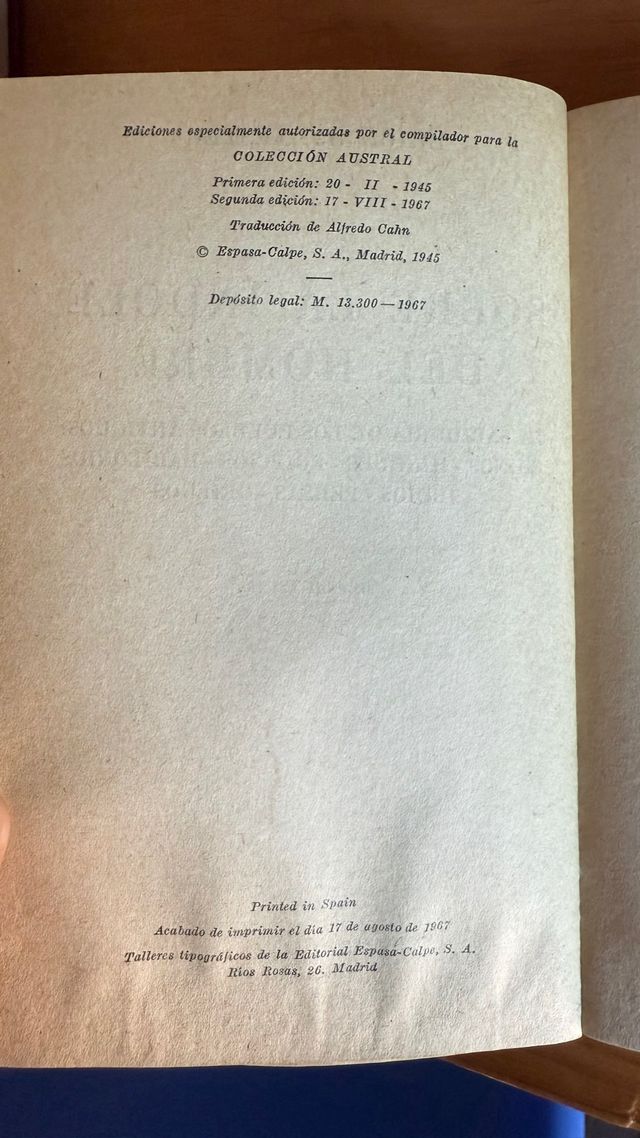 Ediciones especialmente autorizadas por el compilador para la
COLECCIÓN AUSTRAL
Primera edición: 20 - II - 1945
Segunda edición: 17 - VIII - 1967
Traducción de Alfredo Cahn
© Espasa-Calpe, S. A., Madrid, 1945
Depósito legal: M. 13.300—1967
Printed in Spain
Acabado de imprimir el día 17 de agosto de 1967
Talleres tipográficos de la Editorial Espasa-Calpe, S. A.
Ríos Rosas, 26. Madrid